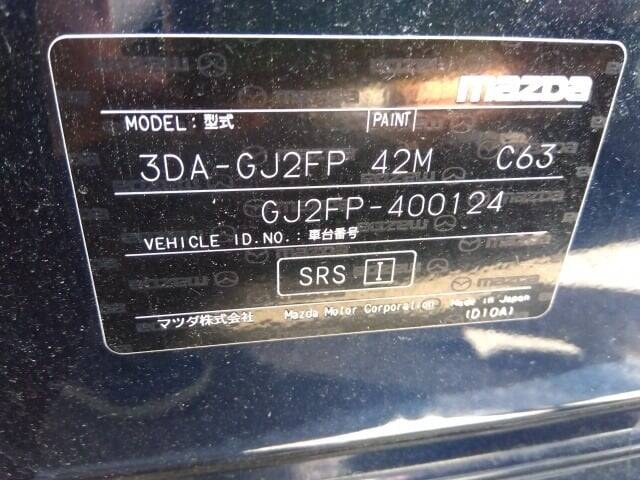 mazda
MODEL:型式 PAINT
3DA-GJ2FP 42M C63
GJ2FP-400124
VEHICLE ID.NO.:車台番号
SRS I
mazda
マツダ株式会社 Mazda Motor Corporation Made in Japan
(D10A)